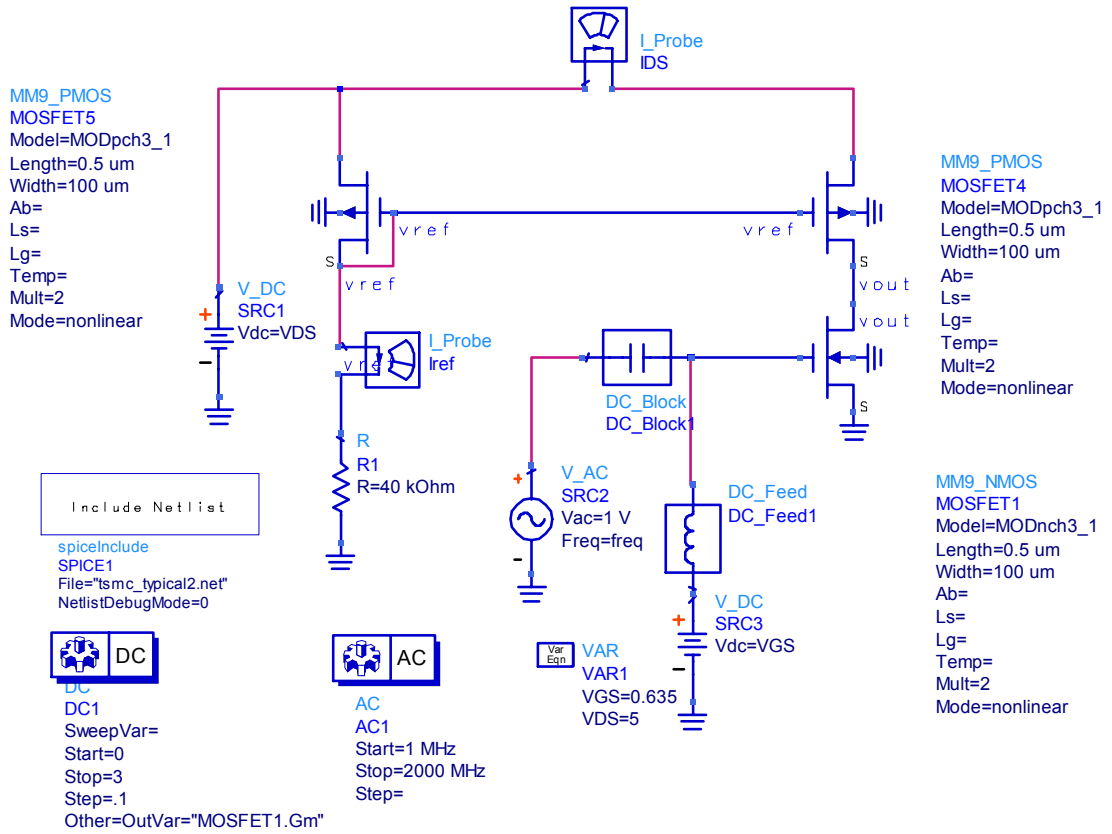 I_Probe
IDS
MM9_PMOS
MOSFET5
Model=MODpch3_1
Length=0.5 um
Width=100 um
Ab=
Ls=
Lg=
Temp=
Mult=2
Mode=nonlinear
vref
S
vref
vref
S
vout
vout
S
MM9_PMOS
MOSFET4
Model=MODpch3_1
Length=0.5 um
Width=100 um
Ab=
Ls=
Lg=
Temp=
Mult=2
Mode=nonlinear
+
V_DC
SRC1
Vdc=VDS
−
vref
I_Probe
Iref
R
R1
R=40 kOhm
DC_Block
DC_Block1
+
V_AC
SRC2
Vac=1 V
Freq=freq
−
DC_Feed
DC_Feed1
+
V_DC
SRC3
Vdc=VGS
−
MM9_NMOS
MOSFET1
Model=MODnch3_1
Length=0.5 um
Width=100 um
Ab=
Ls=
Lg=
Temp=
Mult=2
Mode=nonlinear
Include Netlist
spiceInclude
SPICE1
File="tsmc_typical2.net"
NetlistDebugMode=0
DC
DC
DC1
SweepVar=
Start=0
Stop=3
Step=.1
Other=OutVar="MOSFET1.Gm"
AC
AC
AC1
Start=1 MHz
Stop=2000 MHz
Step=
Var
Eqn
VAR
VAR1
VGS=0.635
VDS=5